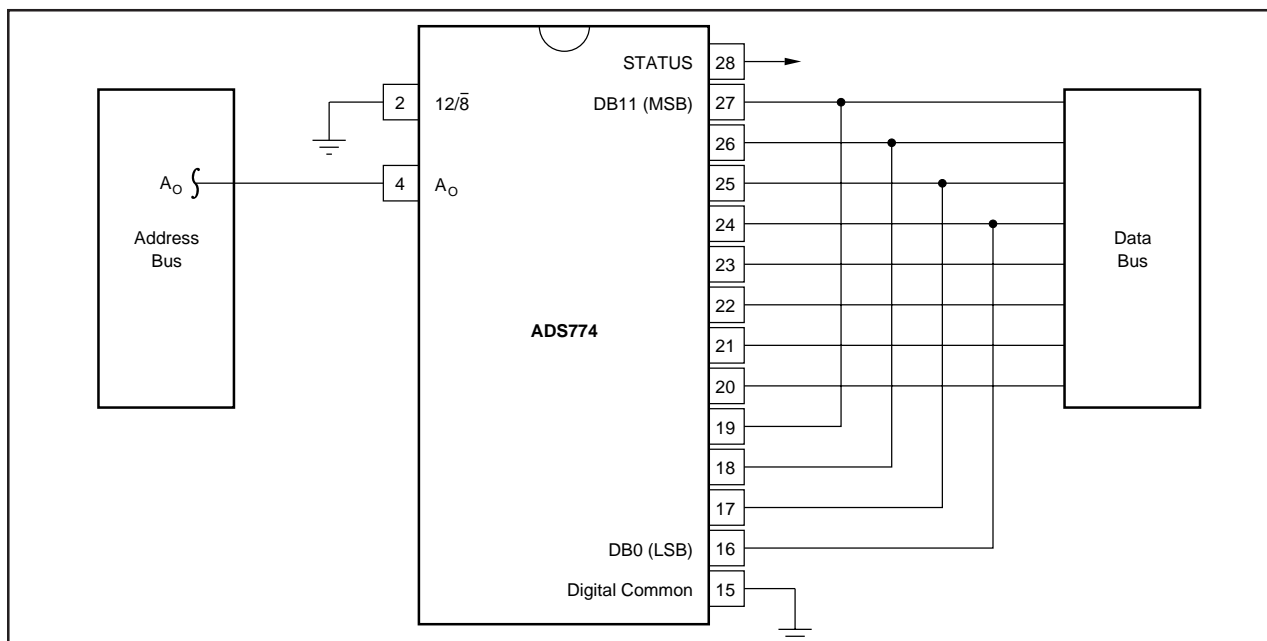 STATUS 28
2 12/8̅ DB11 (MSB) 27
26
A_O 4 A_O 25
24
Address
Bus
Data
Bus
23
22
ADS774 21
20
19
18
17
DB0 (LSB) 16
Digital Common 15